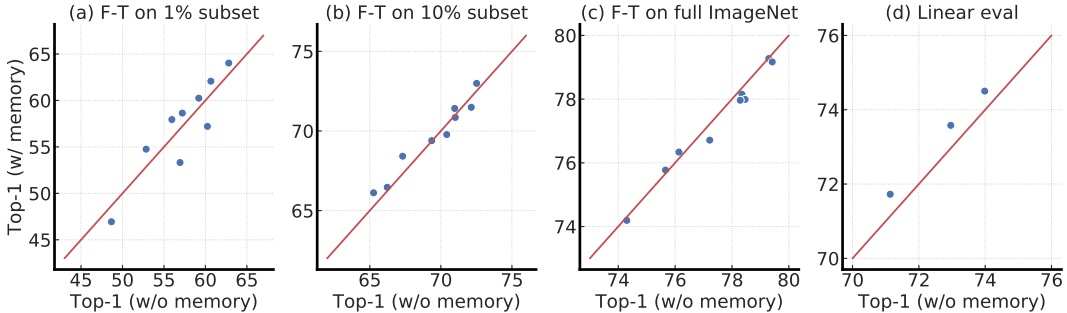 (a) F-T on 1% subset
(b) F-T on 10% subset
(c) F-T on full ImageNet
(d) Linear eval
Top-1 (w/ memory)
65
60
55
50
45
45 50 55 60 65
Top-1 (w/o memory)
75
70
65
65 70 75
Top-1 (w/o memory)
80
78
76
74
74 76 78 80
Top-1 (w/o memory)
76
74
72
70
70 72 74 76
Top-1 (w/o memory)